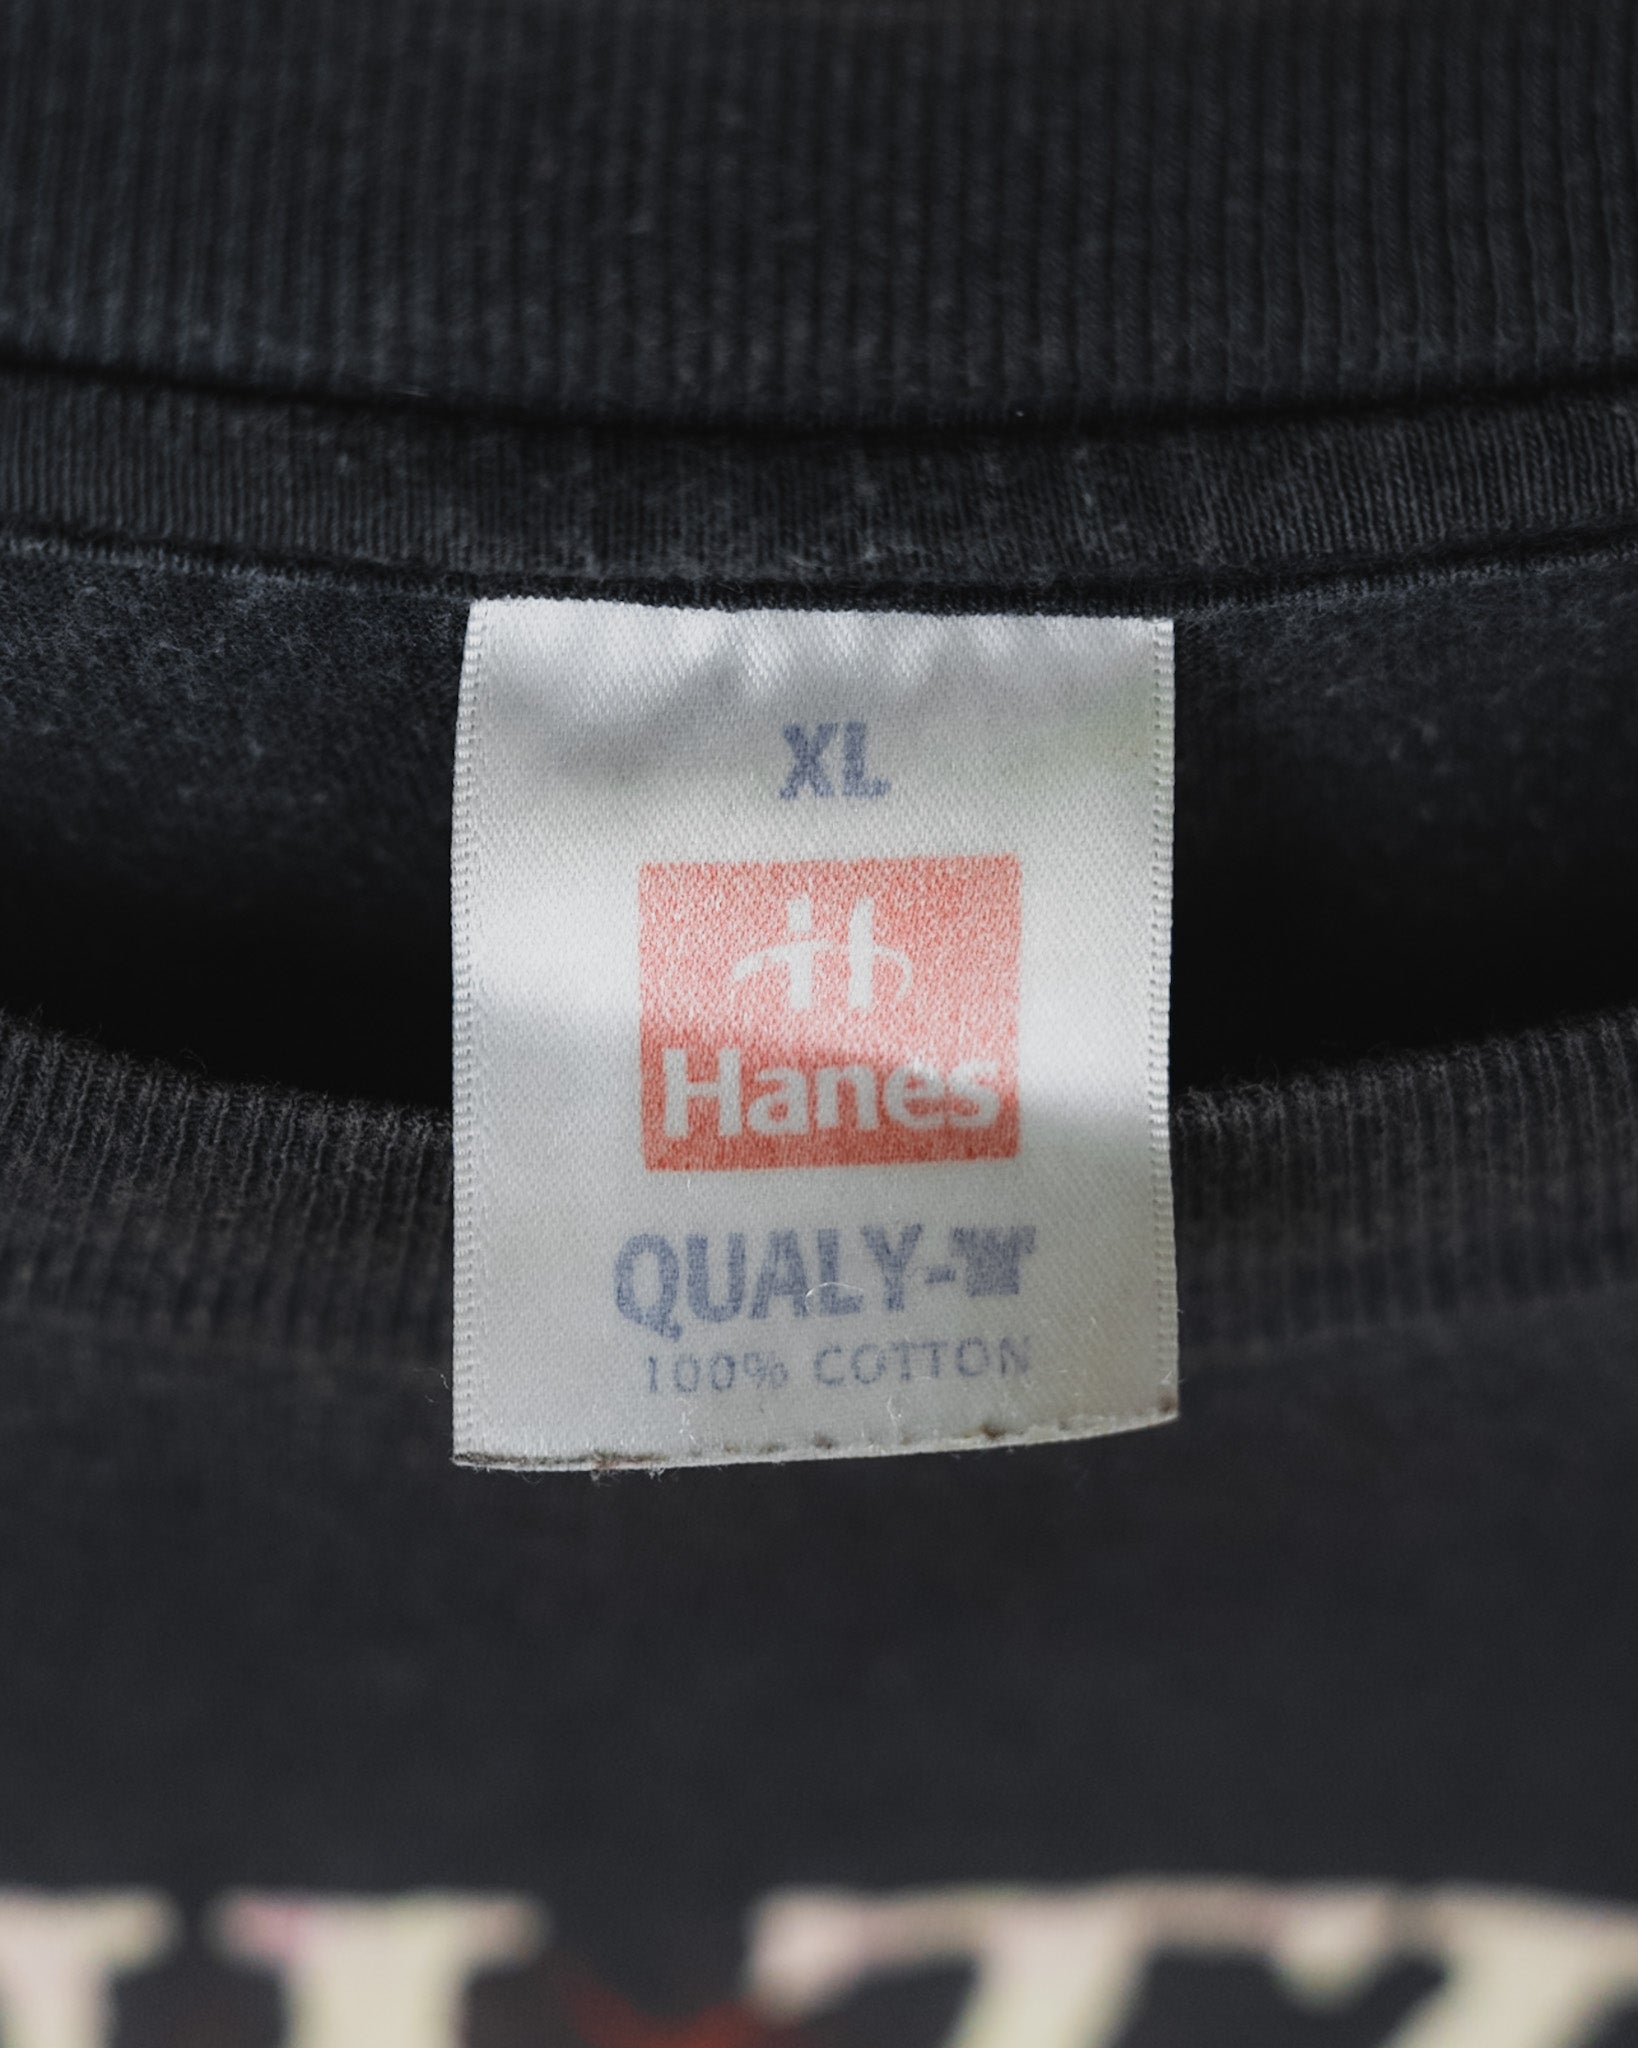 XL
Hanes
QUALY-W
100% COTTON